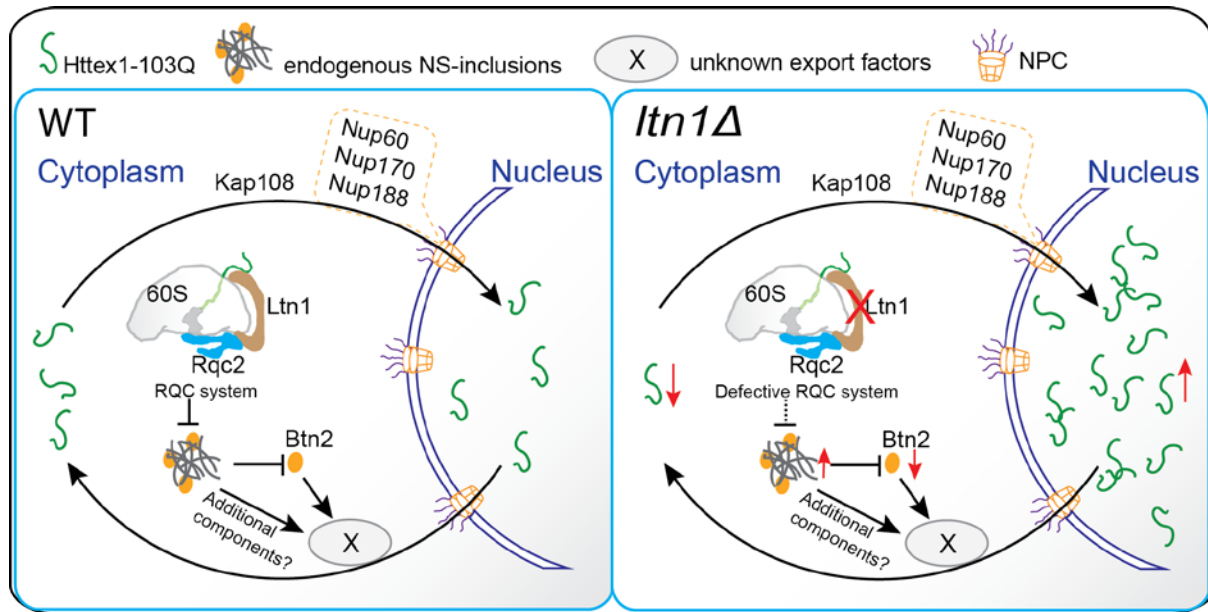 Httex1-103Q
endogenous NS-inclusions
X
unknown export factors
NPC
WT
Cytoplasm
Kap108
Nup60
Nup170
Nup188
Nucleus
60S
Ltn1
Rqc2
RQC system
Btn2
Additional
components?
X
ltn1Δ
Cytoplasm
Kap108
Nup60
Nup170
Nup188
Nucleus
60S
Ltn1
Rqc2
Defective RQC system
Btn2
Additional
components?
X